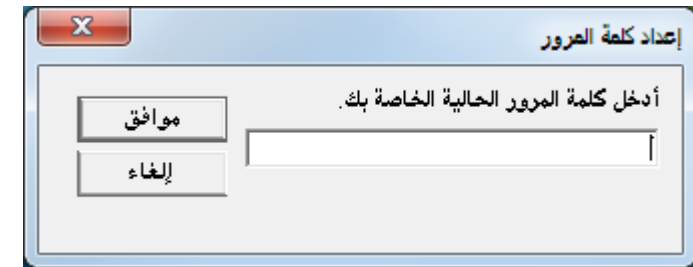 إعداد كلمة المرور
أدخل كلمة المرور الحالية الخاصة بك.
موافق
إلغاء